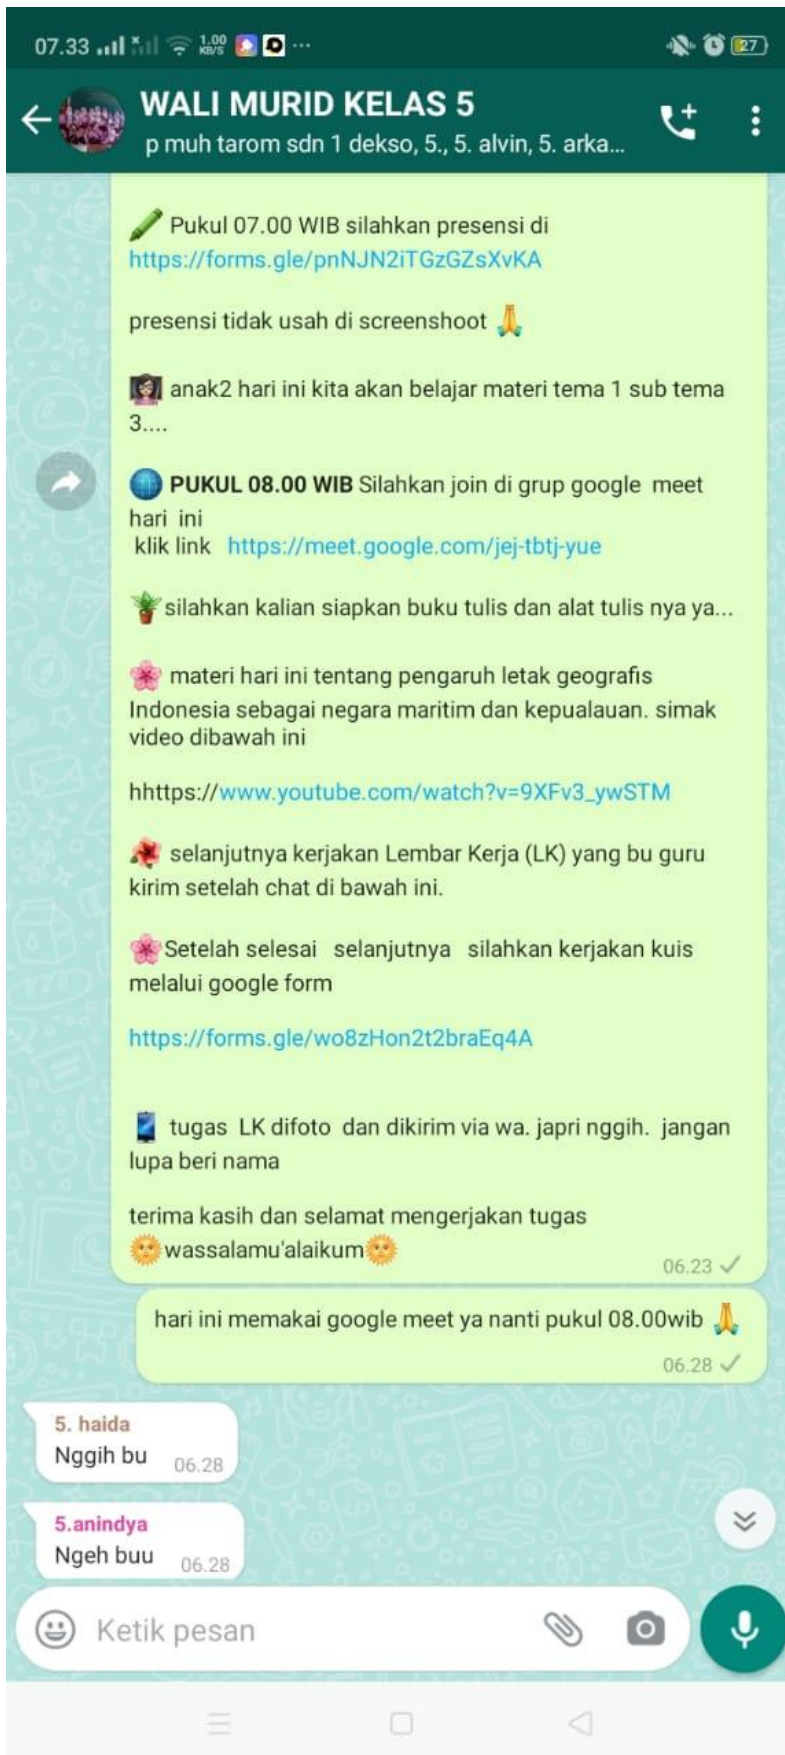 07.33 1.00 KB/S ... 27
WALI MURID KELAS 5
p muh tarom sdn 1 dekso, 5., 5. alvin, 5. arka...
Pukul 07.00 WIB silahkan presensi di
https://forms.gle/pnNJN2iTGzGZsXvKA
presensi tidak usah di screenshoot
anak2 hari ini kita akan belajar materi tema 1 sub tema
3....
PUKUL 08.00 WIB Silahkan join di grup google meet
hari ini
klik link https://meet.google.com/jej-tbtj-yue
silahkan kalian siapkan buku tulis dan alat tulis nya ya...
materi hari ini tentang pengaruh letak geografis
Indonesia sebagai negara maritim dan kepualauan. simak
video dibawah ini
hhttps://www.youtube.com/watch?v=9XFv3_ywSTM
selanjutnya kerjakan Lembar Kerja (LK) yang bu guru
kirim setelah chat di bawah ini.
Setelah selesai selanjutnya silahkan kerjakan kuis
melalui google form
https://forms.gle/wo8zHon2t2braEq4A
tugas LK difoto dan dikirim via wa. japri nggih. jangan
lupa beri nama
terima kasih dan selamat mengerjakan tugas
wassalamu'alaikum
06.23
hari ini memakai google meet ya nanti pukul 08.00wib
06.28
5. haida
Nggih bu 06.28
5.anindya
Ngeh buu 06.28
Ketik pesan